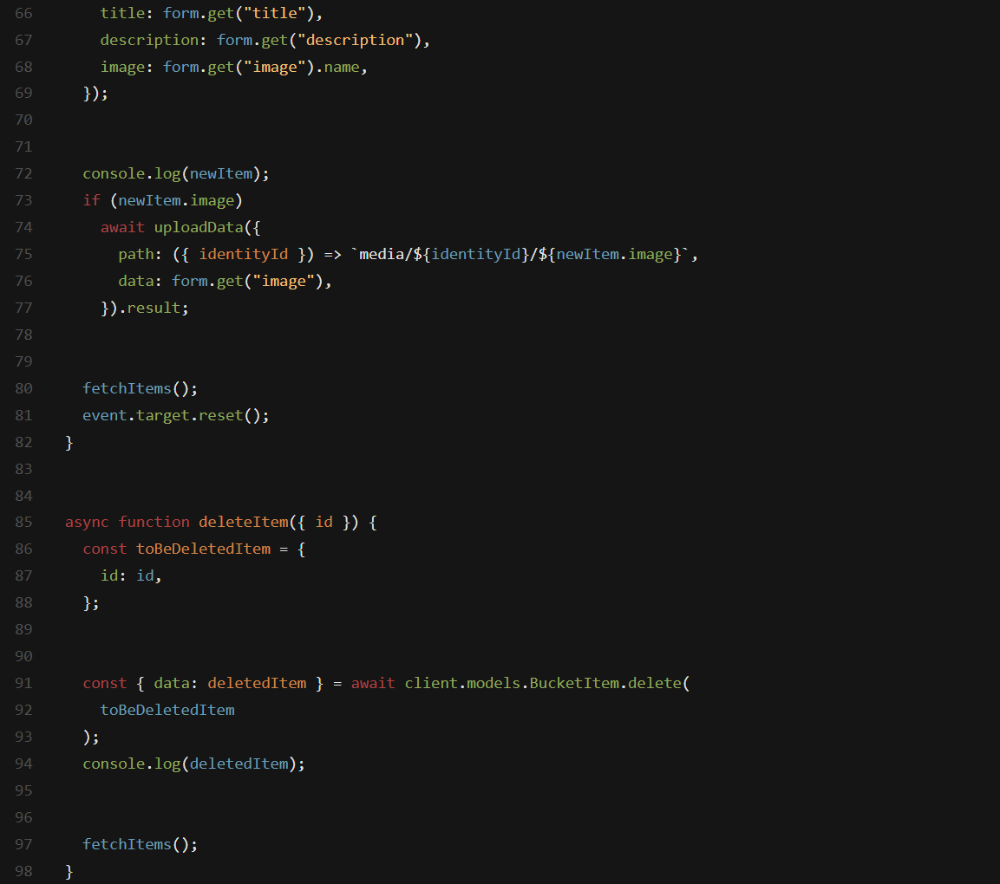 66 title: form.get("title"),
67 description: form.get("description"),
68 image: form.get("image").name,
69 });
70
71
72 console.log(newItem);
73 if (newItem.image)
74 await uploadData({
75 path: ({ identityId }) => `media/${identityId}/${newItem.image}`,
76 data: form.get("image"),
77 }).result;
78
79
80 fetchItems();
81 event.target.reset();
82 }
83
84
85 async function deleteItem({ id }) {
86 const toBeDeletedItem = {
87 id: id,
88 };
89
90
91 const { data: deletedItem } = await client.models.BucketItem.delete(
92 toBeDeletedItem
93 );
94 console.log(deletedItem);
95
96
97 fetchItems();
98 }